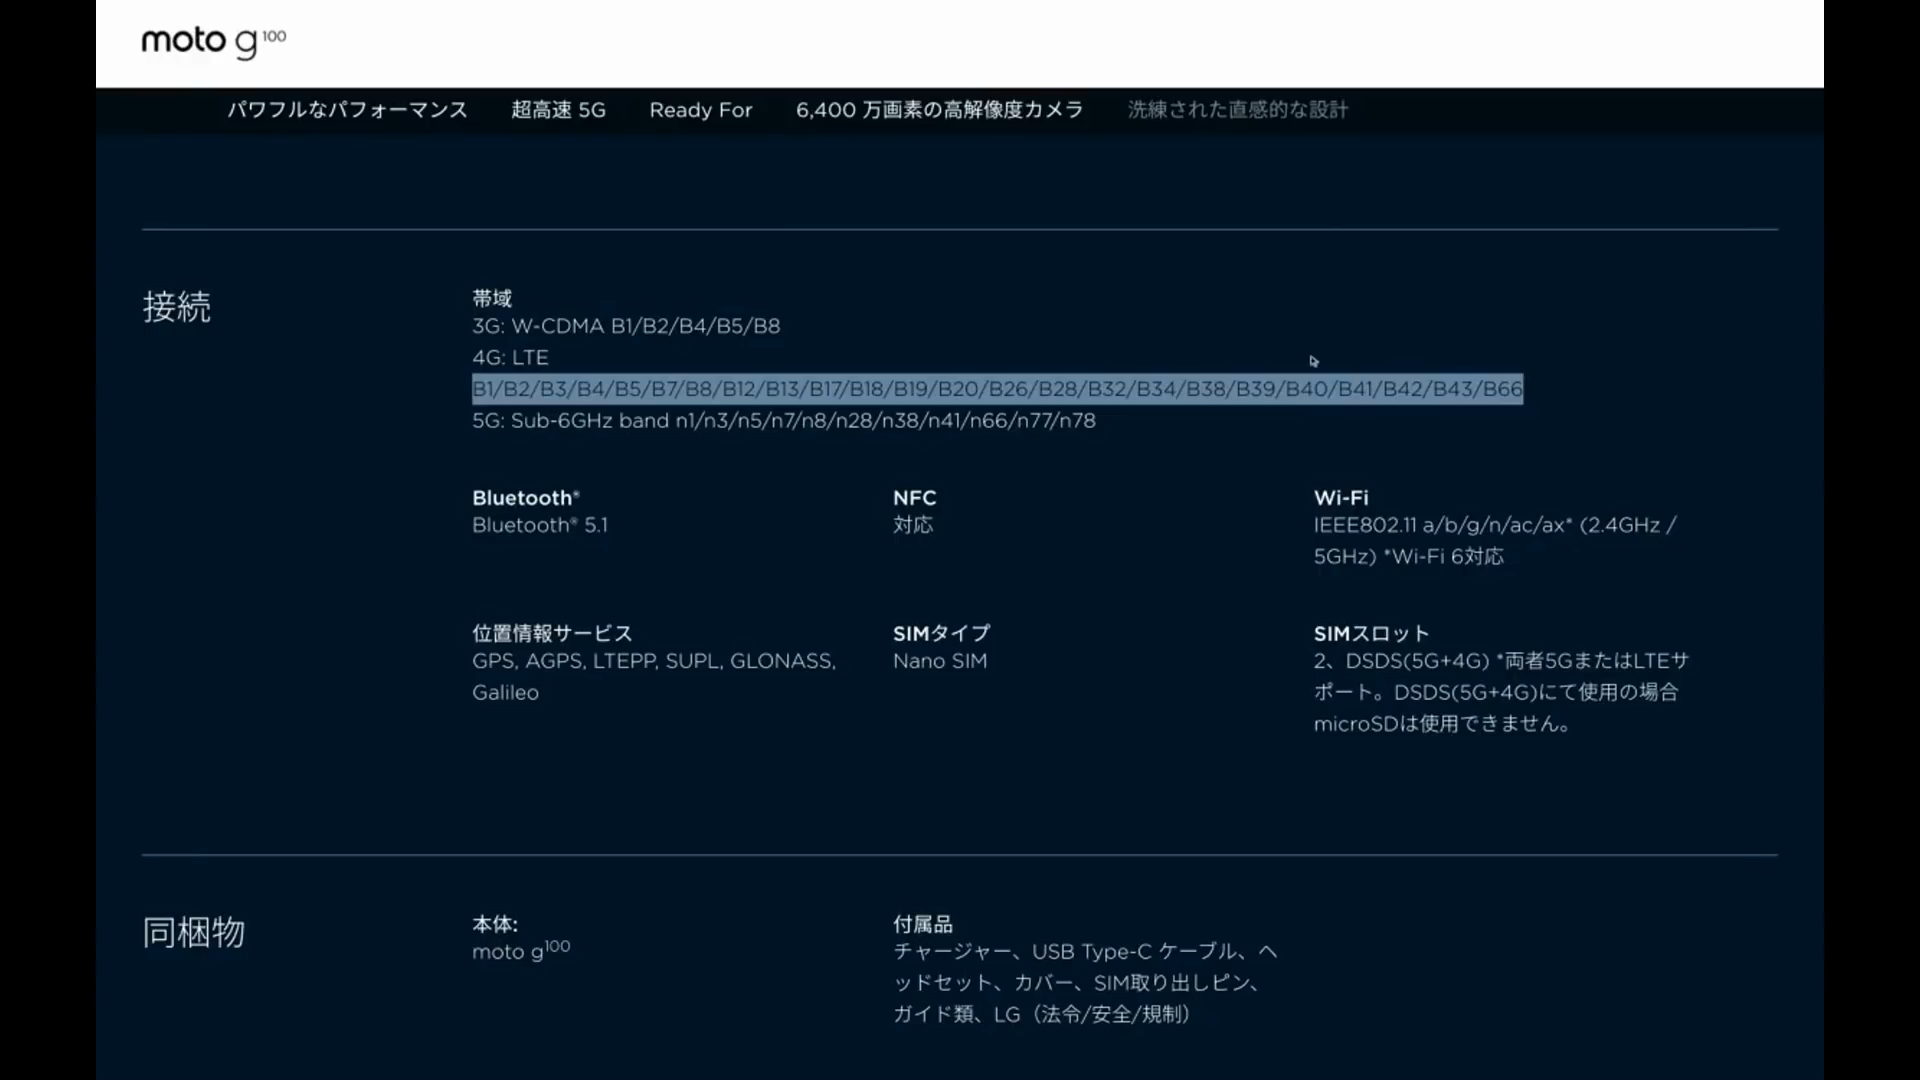 moto g100
パワフルなパフォーマンス 超高速 5G Ready For 6,400 万画素の高解像度カメラ 洗練された直感的な設計
接続
帯域
3G: W-CDMA B1/B2/B4/B5/B8
4G: LTE
B1/B2/B3/B4/B5/B7/B8/B12/B13/B17/B18/B19/B20/B26/B28/B32/B34/B38/B39/B40/B41/B42/B43/B66
5G: Sub-6GHz band n1/n3/n5/n7/n8/n28/n38/n41/n66/n77/n78
Bluetooth®
Bluetooth® 5.1
NFC
対応
Wi-Fi
IEEE802.11 a/b/g/n/ac/ax* (2.4GHz /
5GHz) *Wi-Fi 6対応
位置情報サービス
GPS, AGPS, LTEPP, SUPL, GLONASS,
Galileo
SIMタイプ
Nano SIM
SIMスロット
2、DSDS(5G+4G) *両者5GまたはLTEサ
ポート。DSDS(5G+4G)にて使用の場合
microSDは使用できません。
同梱物
本体:
moto g100
付属品
チャージャー、USB Type-C ケーブル、ヘ
ッドセット、カバー、SIM取り出しピン、
ガイド類、LG（法令/安全/規制）